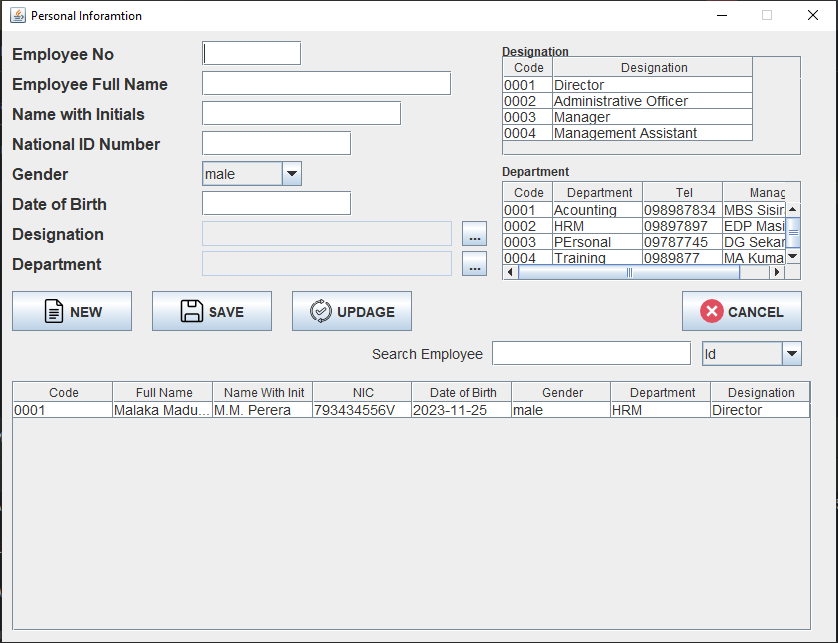 Personal Inforamtion
Employee No
Employee Full Name
Name with Initials
National ID Number
Gender male
Date of Birth
Designation ...
Department ...
Designation
Code Designation
0001 Director
0002 Administrative Officer
0003 Manager
0004 Management Assistant
Department
Code Department Tel Manag
0001 Acounting 098987834 MBS Sisir
0002 HRM 09897897 EDP Masi
0003 PErsonal 09787745 DG Sekar
0004 Training 0989877 MA Kuma
NEW SAVE UPDAGE CANCEL
Search Employee Id
Code Full Name Name With Init NIC Date of Birth Gender Department Designation
0001 Malaka Madu... M.M. Perera 793434556V 2023-11-25 male HRM Director